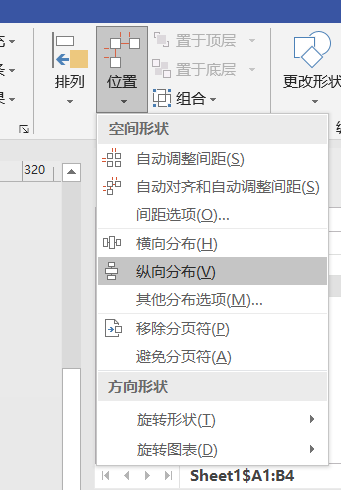 置于顶层
置于底层
组合
排列
位置
更改形状
320
空间形状
自动调整间距(S)
自动对齐和自动调整间距(S)
间距选项(O)...
横向分布(H)
纵向分布(V)
其他分布选项(M)...
移除分页符(P)
避免分页符(A)
方向形状
旋转形状(T)
旋转图表(D)
Sheet1$A1:B4